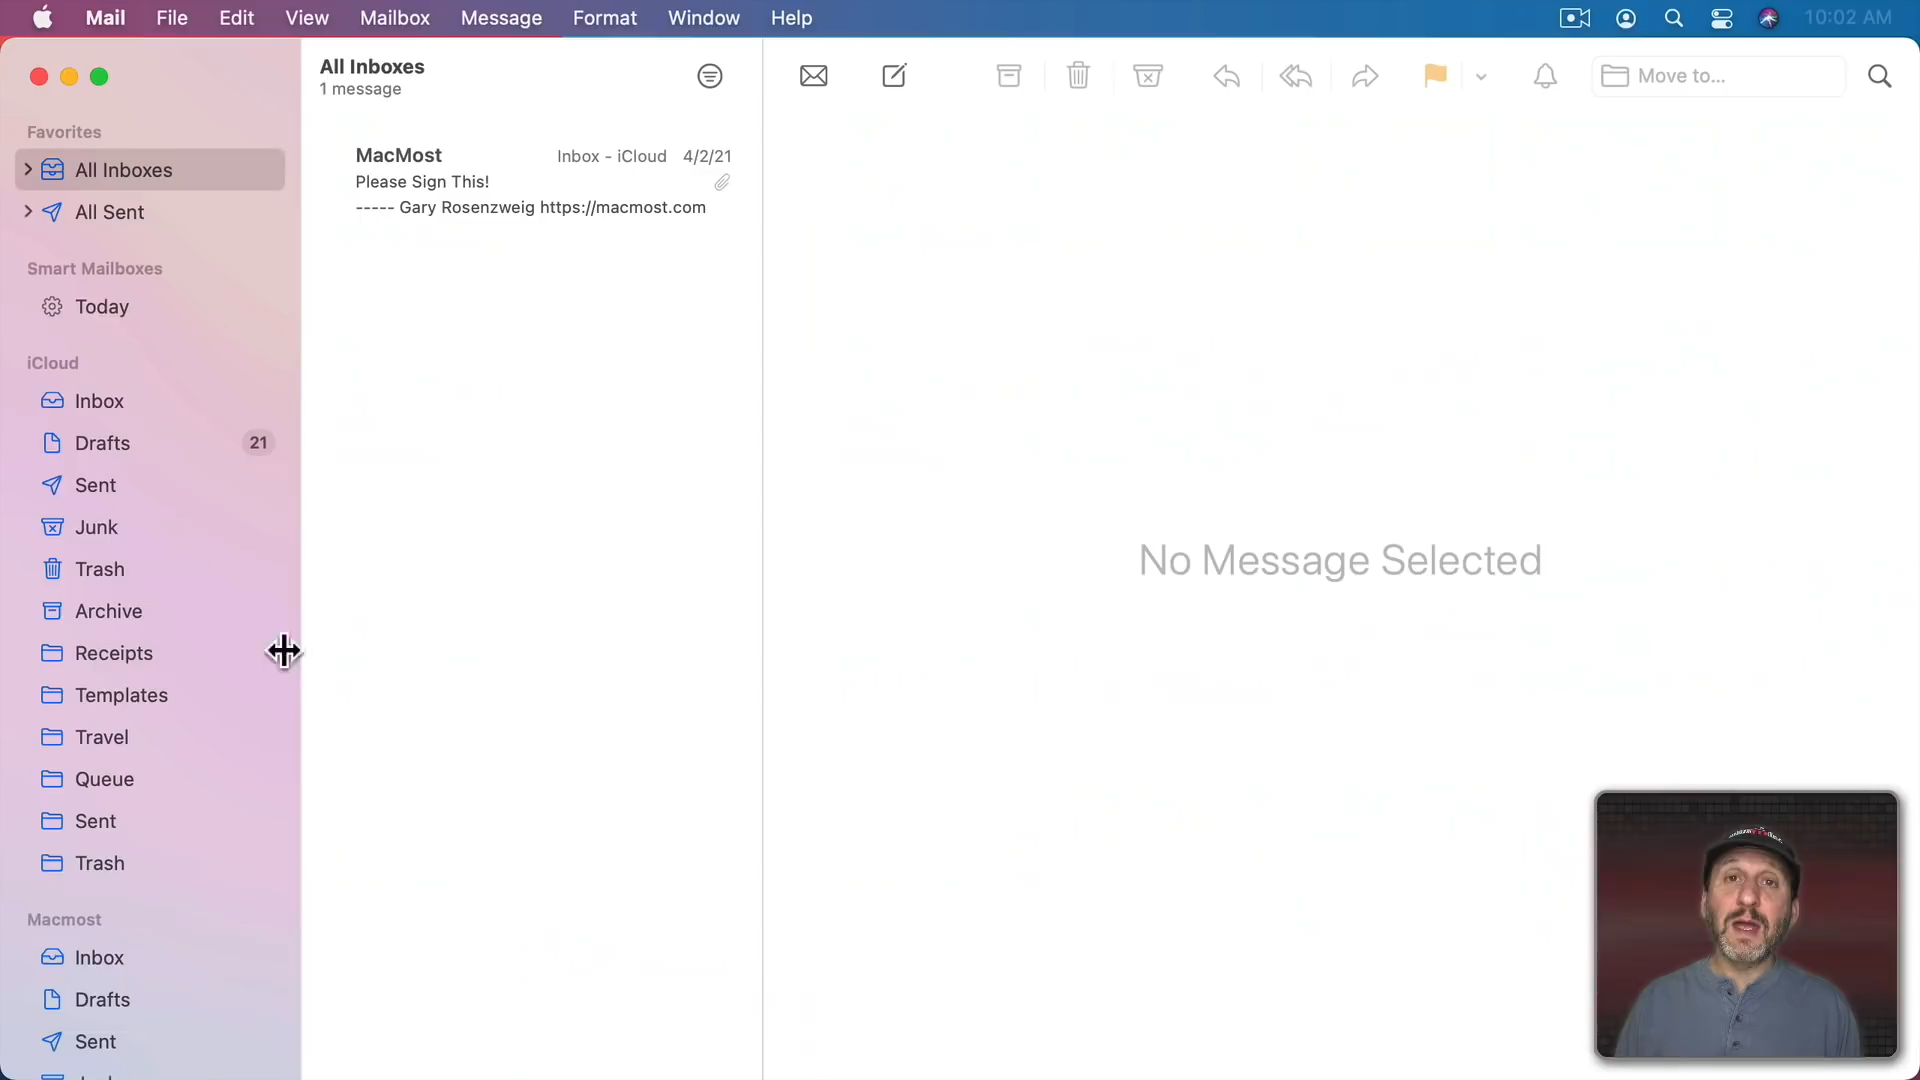 Mail File Edit View Mailbox Message Format Window Help 10:02 AM
All Inboxes
1 message
Move to...
Favorites
All Inboxes
All Sent
Smart Mailboxes
Today
iCloud
Inbox
Drafts 21
Sent
Junk
Trash
Archive
Receipts
Templates
Travel
Queue
Sent
Trash
Macmost
Inbox
Drafts
Sent
MacMost Inbox - iCloud 4/2/21
Please Sign This!
----- Gary Rosenzweig https://macmost.com
No Message Selected